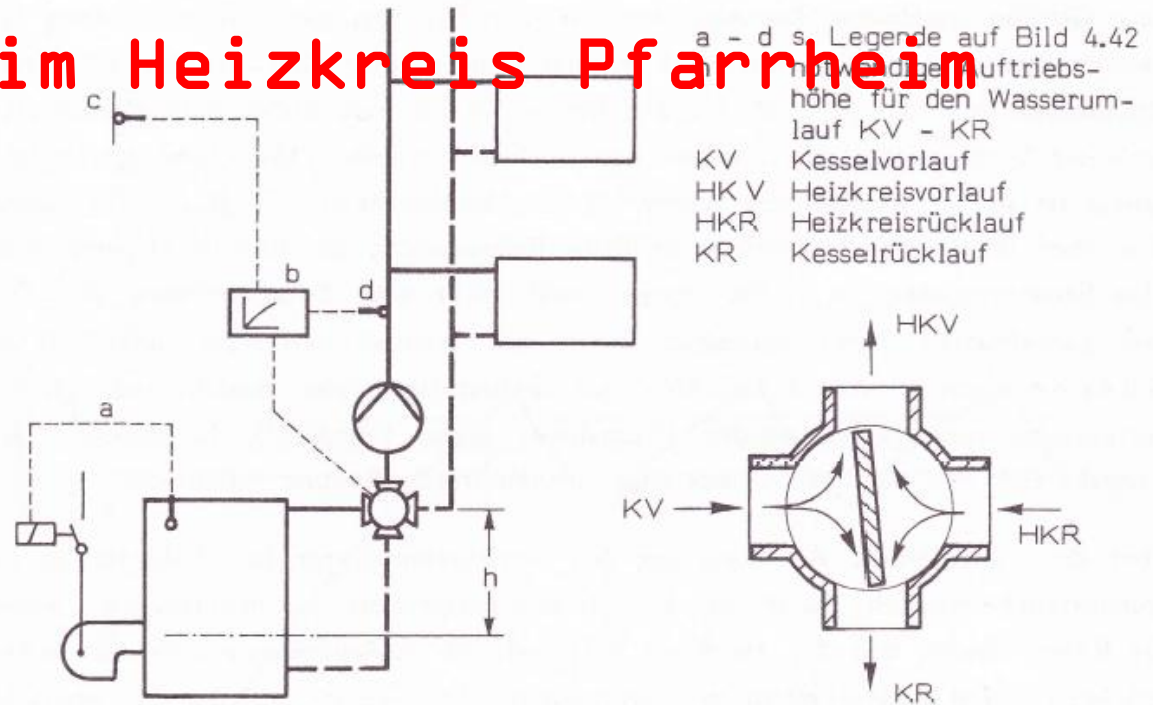 im Heizkreis Pfarrheim
a - d s. Legende auf Bild 4.42
h notwendige Auftriebs-
höhe für den Wasserum-
lauf KV - KR
KV Kesselvorlauf
HKV Heizkreisvorlauf
HKR Heizkreisrücklauf
KR Kesselrücklauf
c
b
d
a
h
HKV
KV
HKR
KR